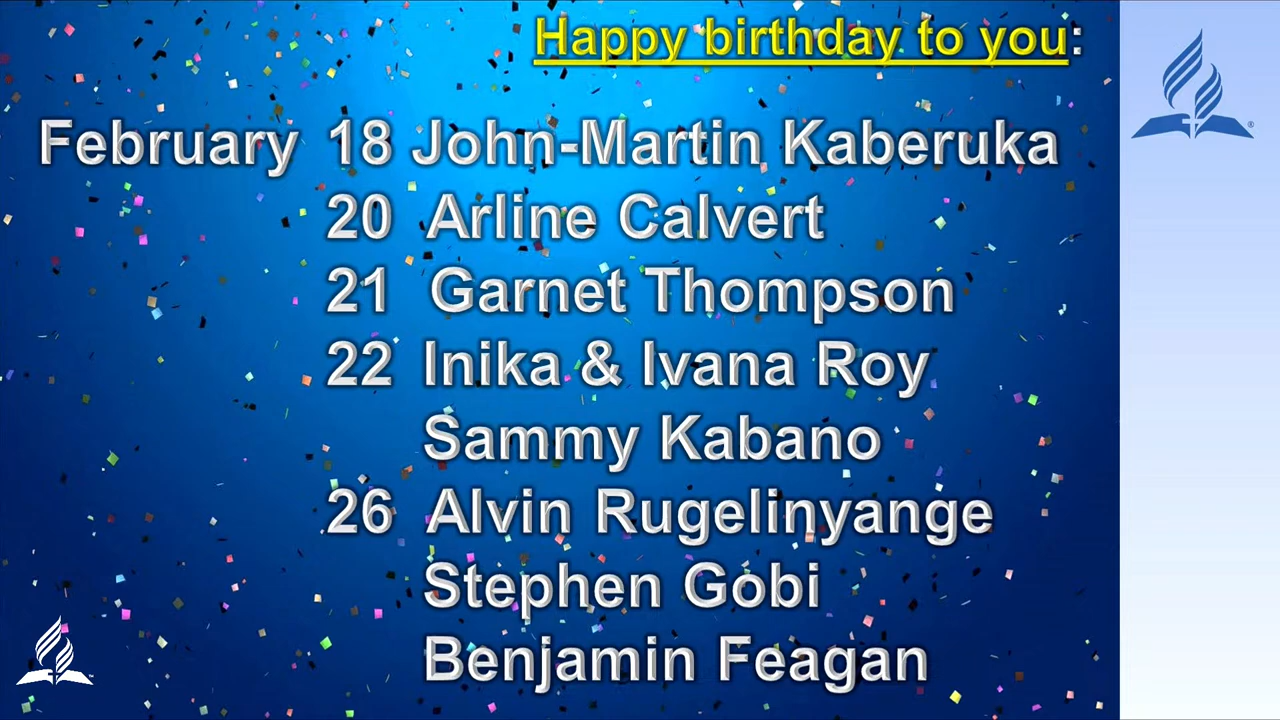 Happy birthday to you:
February 18 John-Martin Kaberuka
20 Arline Calvert
21 Garnet Thompson
22 Inika & Ivana Roy
Sammy Kabano
26 Alvin Rugelinyange
Stephen Gobi
Benjamin Feagan